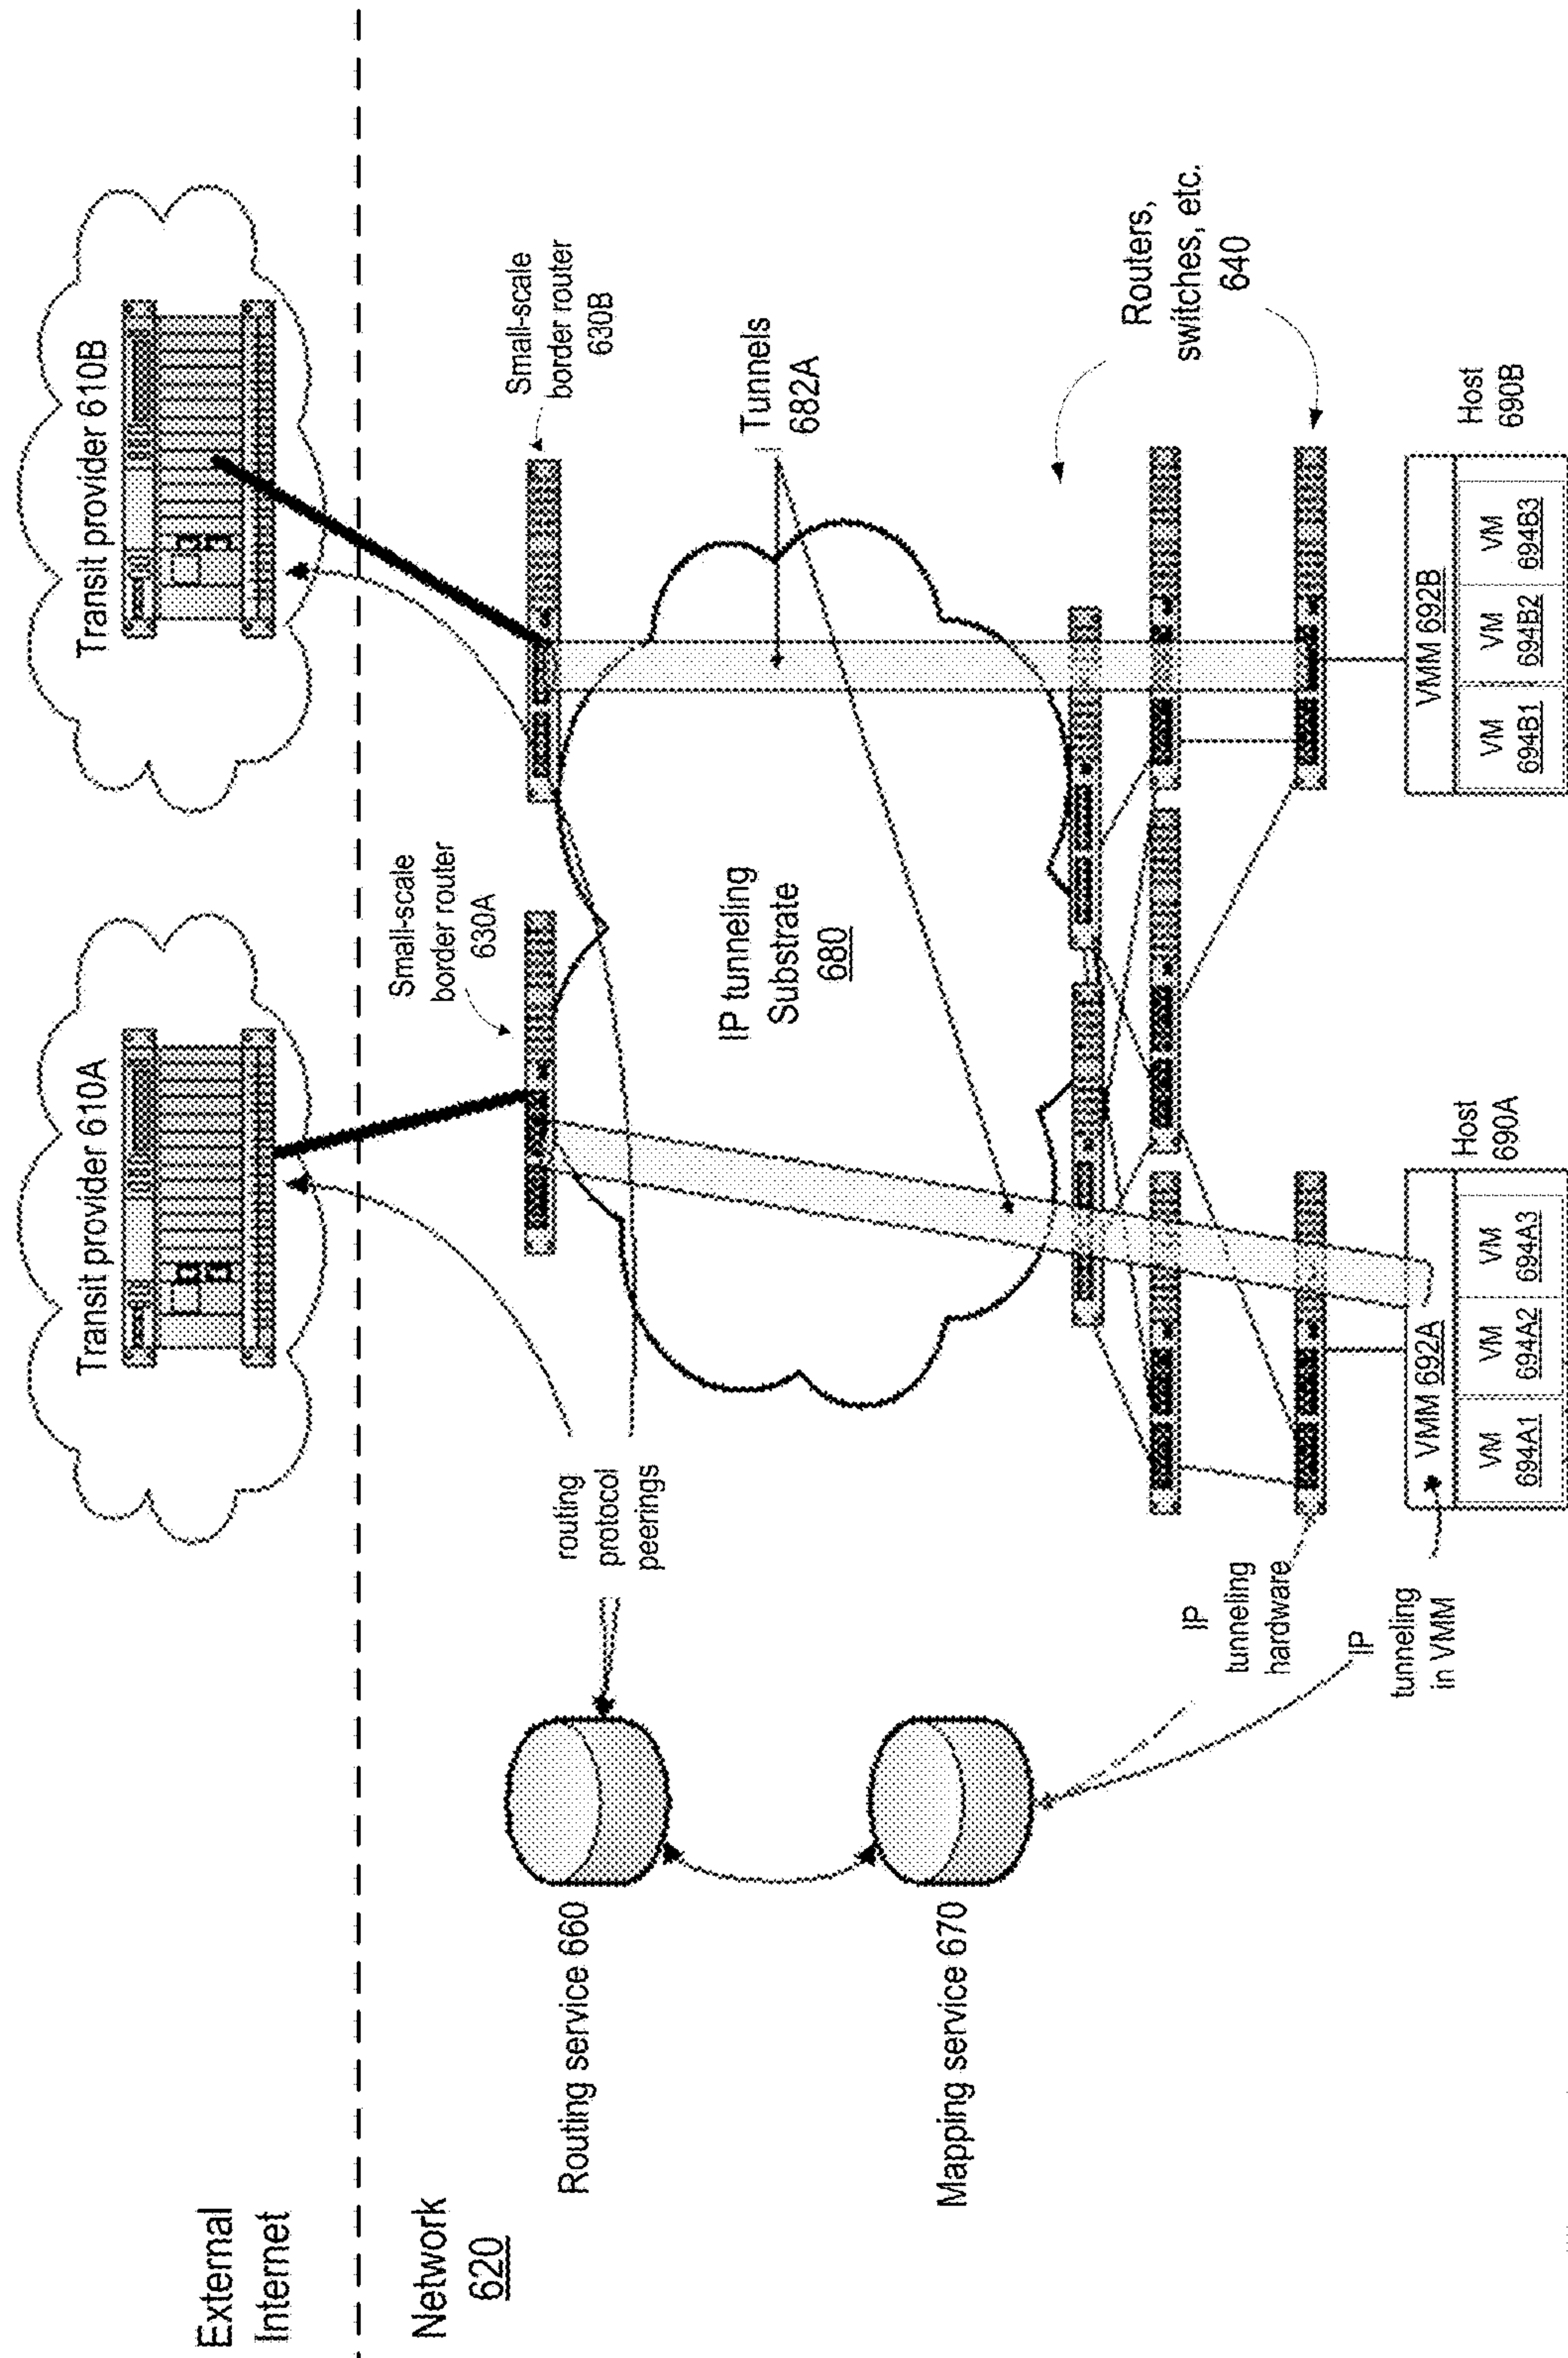 External
Internet
Transit provider 610A
Transit provider 610B
Network
620
Small-scale
border router
630A
Small-scale
border router
630B
Routing service 660
routing
protocol
peerings
IP tunneling
Substrate
680
Tunnels
682A
Mapping service 670
Routers,
switches, etc.
640
IP
tunneling
hardware
IP
tunneling
in VMM
VMM 692A
VM
694A1
VM
694A2
VM
694A3
Host
690A
VMM 692B
VM
694B1
VM
694B2
VM
694B3
Host
690B